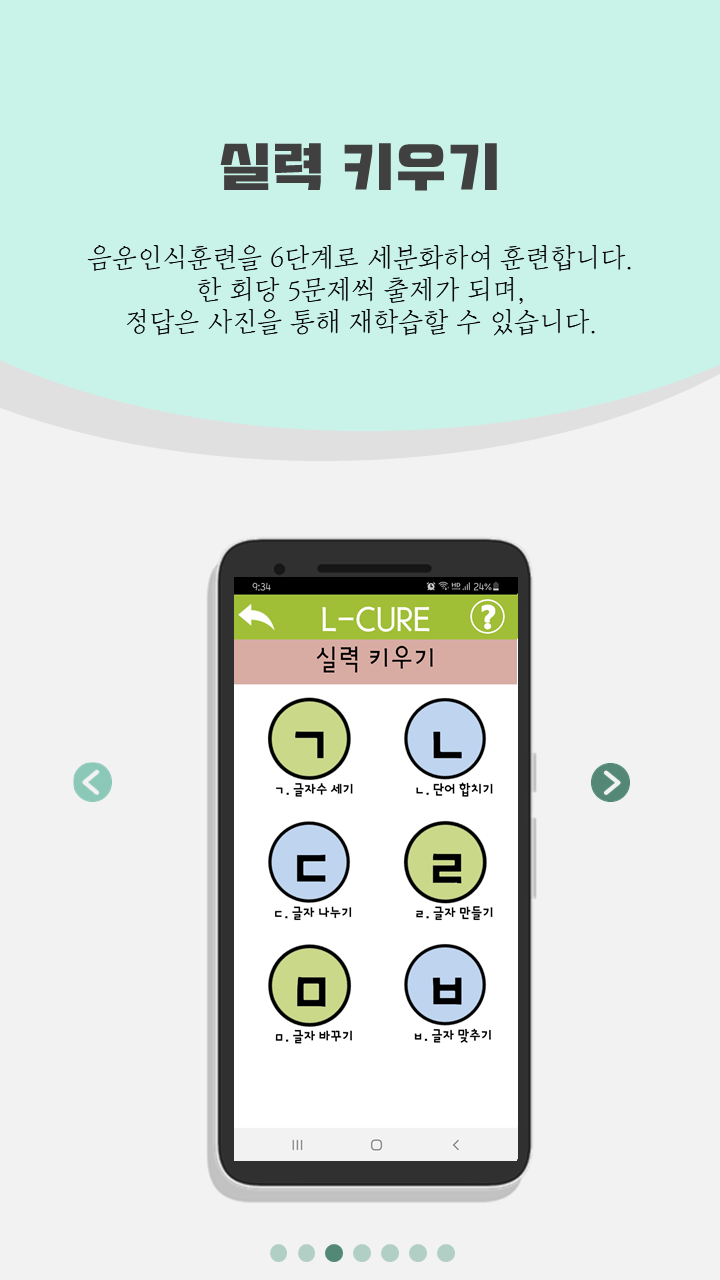 실력 키우기
음운인식훈련을 6단계로 세분화하여 훈련합니다.
한 회당 5문제씩 출제가 되며,
정답은 사진을 통해 재학습할 수 있습니다.
9:34
HD 24%
L-CURE ?
실력 키우기
ㄱ ㄴ
ㄱ. 글자수 세기 ㄴ. 단어 합치기
ㄷ ㄹ
ㄷ. 글자 나누기 ㄹ. 글자 만들기
ㅁ ㅂ
ㅁ. 글자 바꾸기 ㅂ. 글자 맞추기